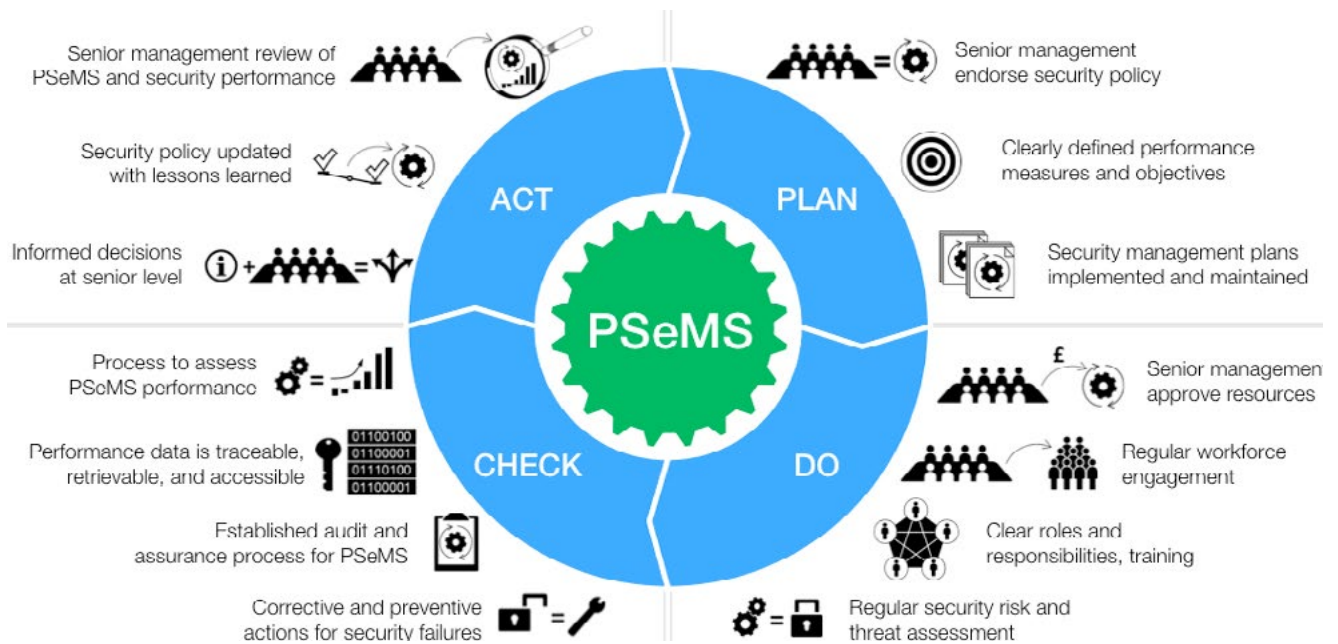 Senior management review of
PSeMS and security performance
Security policy updated
with lessons learned
Informed decisions
at senior level
Senior management
endorse security policy
Clearly defined performance
measures and objectives
Security management plans
implemented and maintained
ACT
PLAN
PSeMS
CHECK
DO
Process to assess
PSeMS performance
Performance data is traceable,
retrievable, and accessible
01100100
01100001
01110100
01100001
Established audit and
assurance process for PSeMS
Corrective and preventive
actions for security failures
£
Senior management
approve resources
Regular workforce
engagement
Clear roles and
responsibilities, training
Regular security risk and
threat assessment